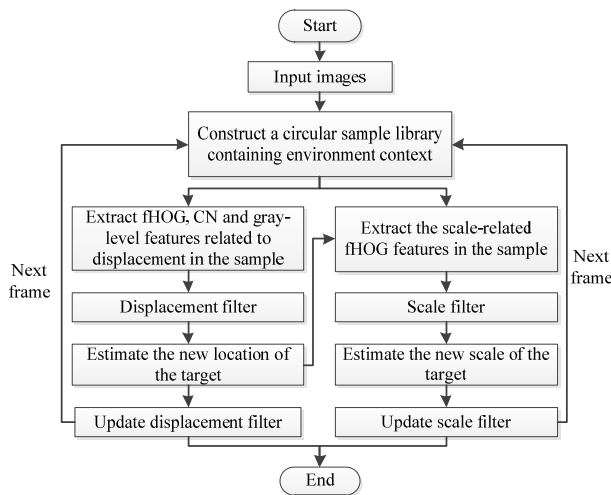 Start
Input images
Construct a circular sample library
containing environment context
Extract fHOG, CN and gray-
level features related to
displacement in the sample
Extract the scale-related
fHOG features in the sample
Next
frame
Next
frame
Displacement filter
Scale filter
Estimate the new location of
the target
Estimate the new scale of the
target
Update displacement filter
Update scale filter
End